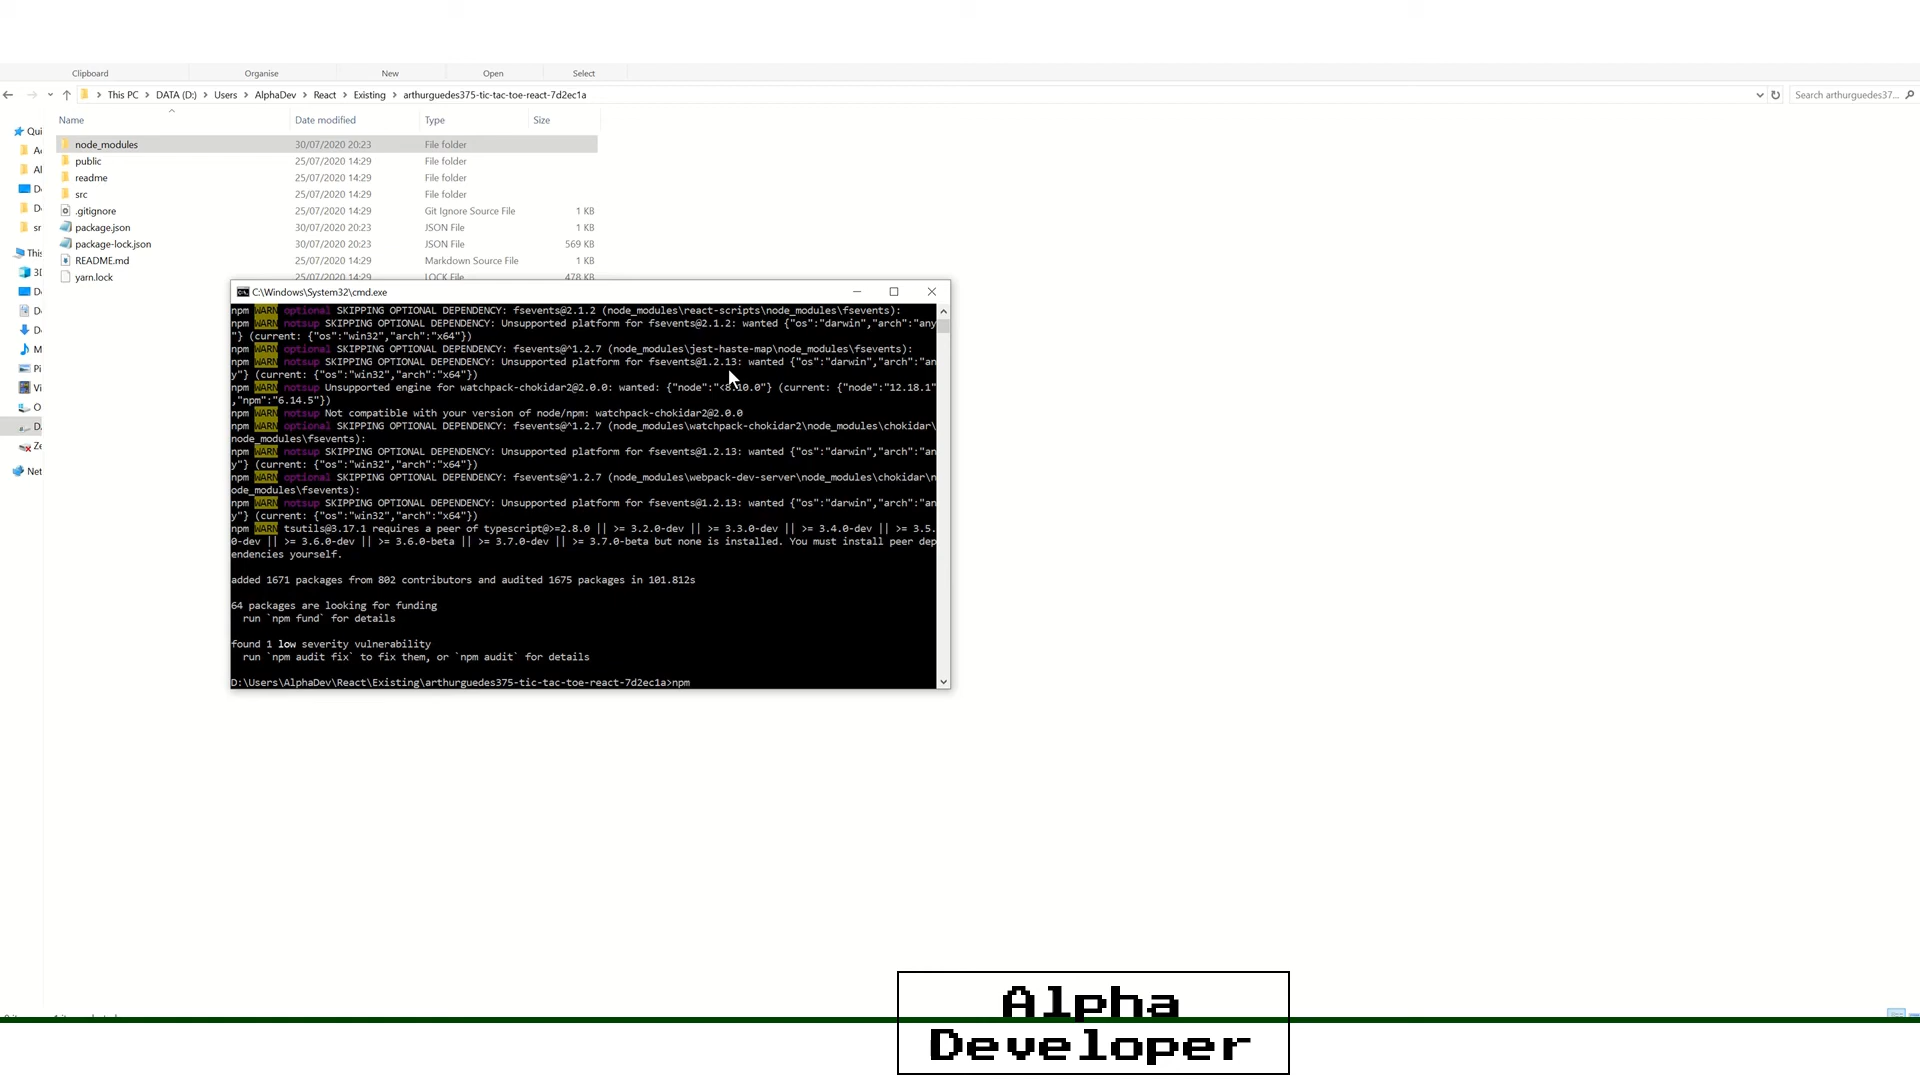 Clipboard
Organise
New
Open
Select
This PC > DATA (D:) > Users > AlphaDev > React > Existing > arthurguedes375-tic-tac-toe-react-7d2ec1a
Search arthurguedes37...
Name
Date modified
Type
Size
Qui
node_modules 30/07/2020 20:23 File folder
public 25/07/2020 14:29 File folder
readme 25/07/2020 14:29 File folder
src 25/07/2020 14:29 File folder
.gitignore 25/07/2020 14:29 Git Ignore Source File 1 KB
package.json 30/07/2020 20:23 JSON File 1 KB
package-lock.json 30/07/2020 20:23 JSON File 569 KB
README.md 25/07/2020 14:29 Markdown Source File 1 KB
yarn.lock 25/07/2020 14:29 LOCK File 478 KB
This
Net
C:\Windows\System32\cmd.exe
npm WARN optional SKIPPING OPTIONAL DEPENDENCY: fsevents@2.1.2 (node_modules\react-scripts\node_modules\fsevents):
npm WARN notsup SKIPPING OPTIONAL DEPENDENCY: Unsupported platform for fsevents@2.1.2: wanted {"os":"darwin","arch":"any
"} (current: {"os":"win32","arch":"x64"})
npm WARN optional SKIPPING OPTIONAL DEPENDENCY: fsevents@^1.2.7 (node_modules\jest-haste-map\node_modules\fsevents):
npm WARN notsup SKIPPING OPTIONAL DEPENDENCY: Unsupported platform for fsevents@1.2.13: wanted {"os":"darwin","arch":"an
y"} (current: {"os":"win32","arch":"x64"})
npm WARN notsup Unsupported engine for watchpack-chokidar2@2.0.0: wanted: {"node":"<8.10.0"} (current: {"node":"12.18.1"
,"npm":"6.14.5"})
npm WARN notsup Not compatible with your version of node/npm: watchpack-chokidar2@2.0.0
npm WARN optional SKIPPING OPTIONAL DEPENDENCY: fsevents@^1.2.7 (node_modules\watchpack-chokidar2\node_modules\chokidar\
node_modules\fsevents):
npm WARN notsup SKIPPING OPTIONAL DEPENDENCY: Unsupported platform for fsevents@1.2.13: wanted {"os":"darwin","arch":"an
y"} (current: {"os":"win32","arch":"x64"})
npm WARN optional SKIPPING OPTIONAL DEPENDENCY: fsevents@^1.2.7 (node_modules\webpack-dev-server\node_modules\chokidar\n
ode_modules\fsevents):
npm WARN notsup SKIPPING OPTIONAL DEPENDENCY: Unsupported platform for fsevents@1.2.13: wanted {"os":"darwin","arch":"an
y"} (current: {"os":"win32","arch":"x64"})
npm WARN tsutils@3.17.1 requires a peer of typescript@>=2.8.0 || >= 3.2.0-dev || >= 3.3.0-dev || >= 3.4.0-dev || >= 3.5.
0-dev || >= 3.6.0-dev || >= 3.6.0-beta || >= 3.7.0-dev || >= 3.7.0-beta but none is installed. You must install peer dep
endencies yourself.
added 1671 packages from 802 contributors and audited 1675 packages in 101.812s
64 packages are looking for funding
run `npm fund` for details
found 1 low severity vulnerability
run `npm audit fix` to fix them, or `npm audit` for details
D:\Users\AlphaDev\React\Existing\arthurguedes375-tic-tac-toe-react-7d2ec1a>npm
Alpha
Developer